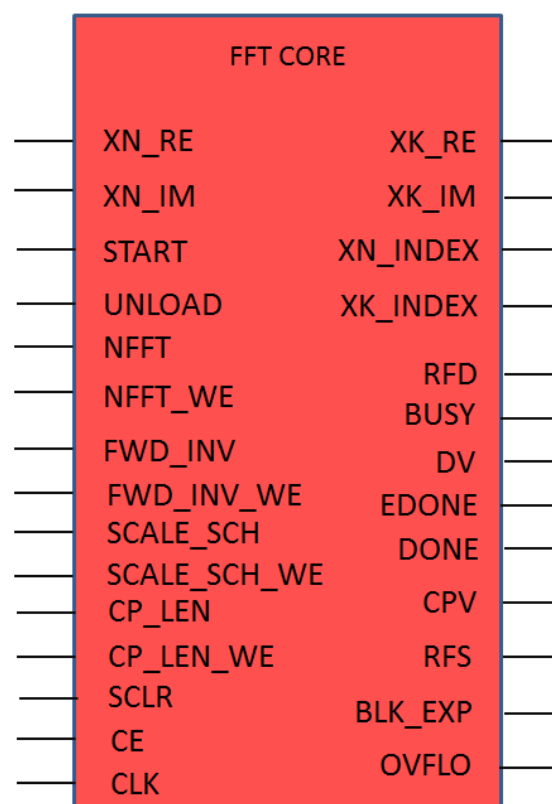 FFT CORE
XN_RE
XN_IM
START
UNLOAD
NFFT
NFFT_WE
FWD_INV
FWD_INV_WE
SCALE_SCH
SCALE_SCH_WE
CP_LEN
CP_LEN_WE
SCLR
CE
CLK
XK_RE
XK_IM
XN_INDEX
XK_INDEX
RFD
BUSY
DV
EDONE
DONE
CPV
RFS
BLK_EXP
OVFLO